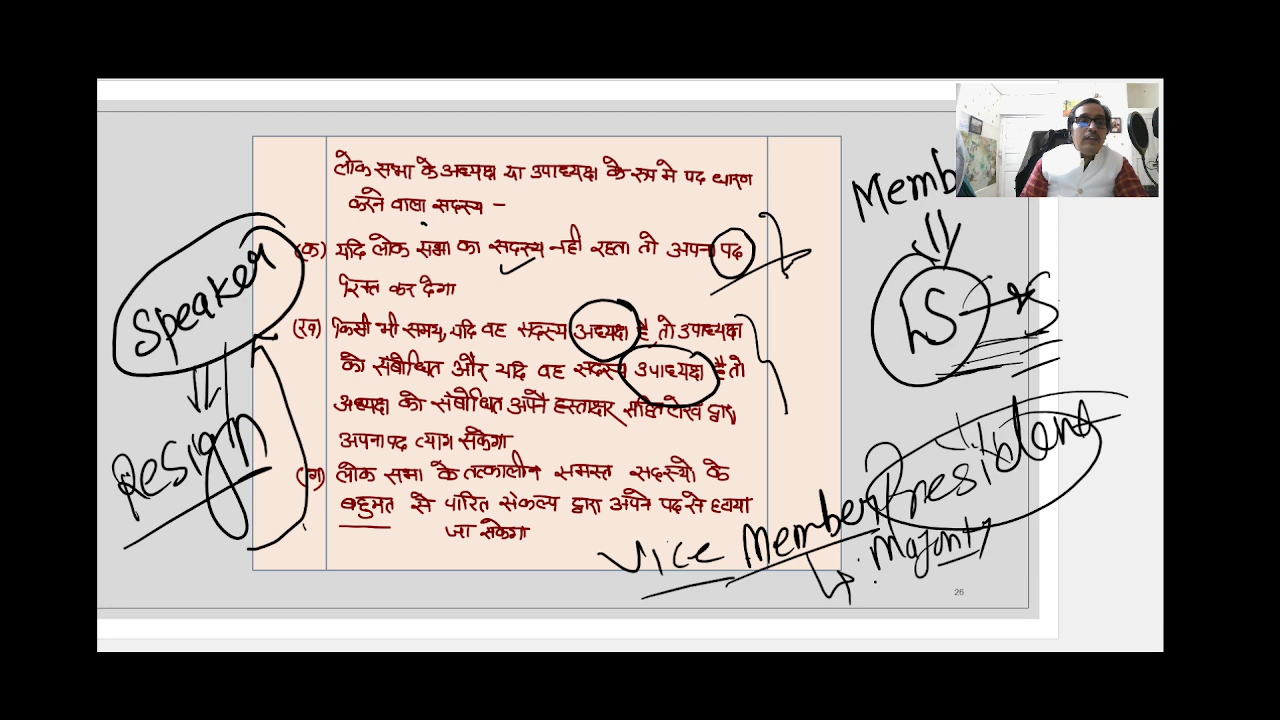 लोक सभा के अध्यक्ष या उपाध्यक्ष के रूप मे पद धारण
करने वाला सदस्य –
(क) यदि लोक सभा का सदस्य नही रहता तो अपना पद
रिक्त कर देगा
(ख) किसी भी समय, यदि वह सदस्य अध्यक्ष है, तो उपाध्यक्ष
को संबोधित और यदि वह सदस्य उपाध्यक्ष है तो
अध्यक्ष को संबोधित अपने हस्ताक्षर सहित लेख द्वारा
अपना पद त्याग सकेगा
(ग) लोक सभा के तत्कालीन समस्त सदस्यो के
बहुमत से पारित संकल्प द्वारा अपने पद से हटाया
जा सकेगा
Speaker
Resign
Memb
LS
President
Vice Member
Majority
26